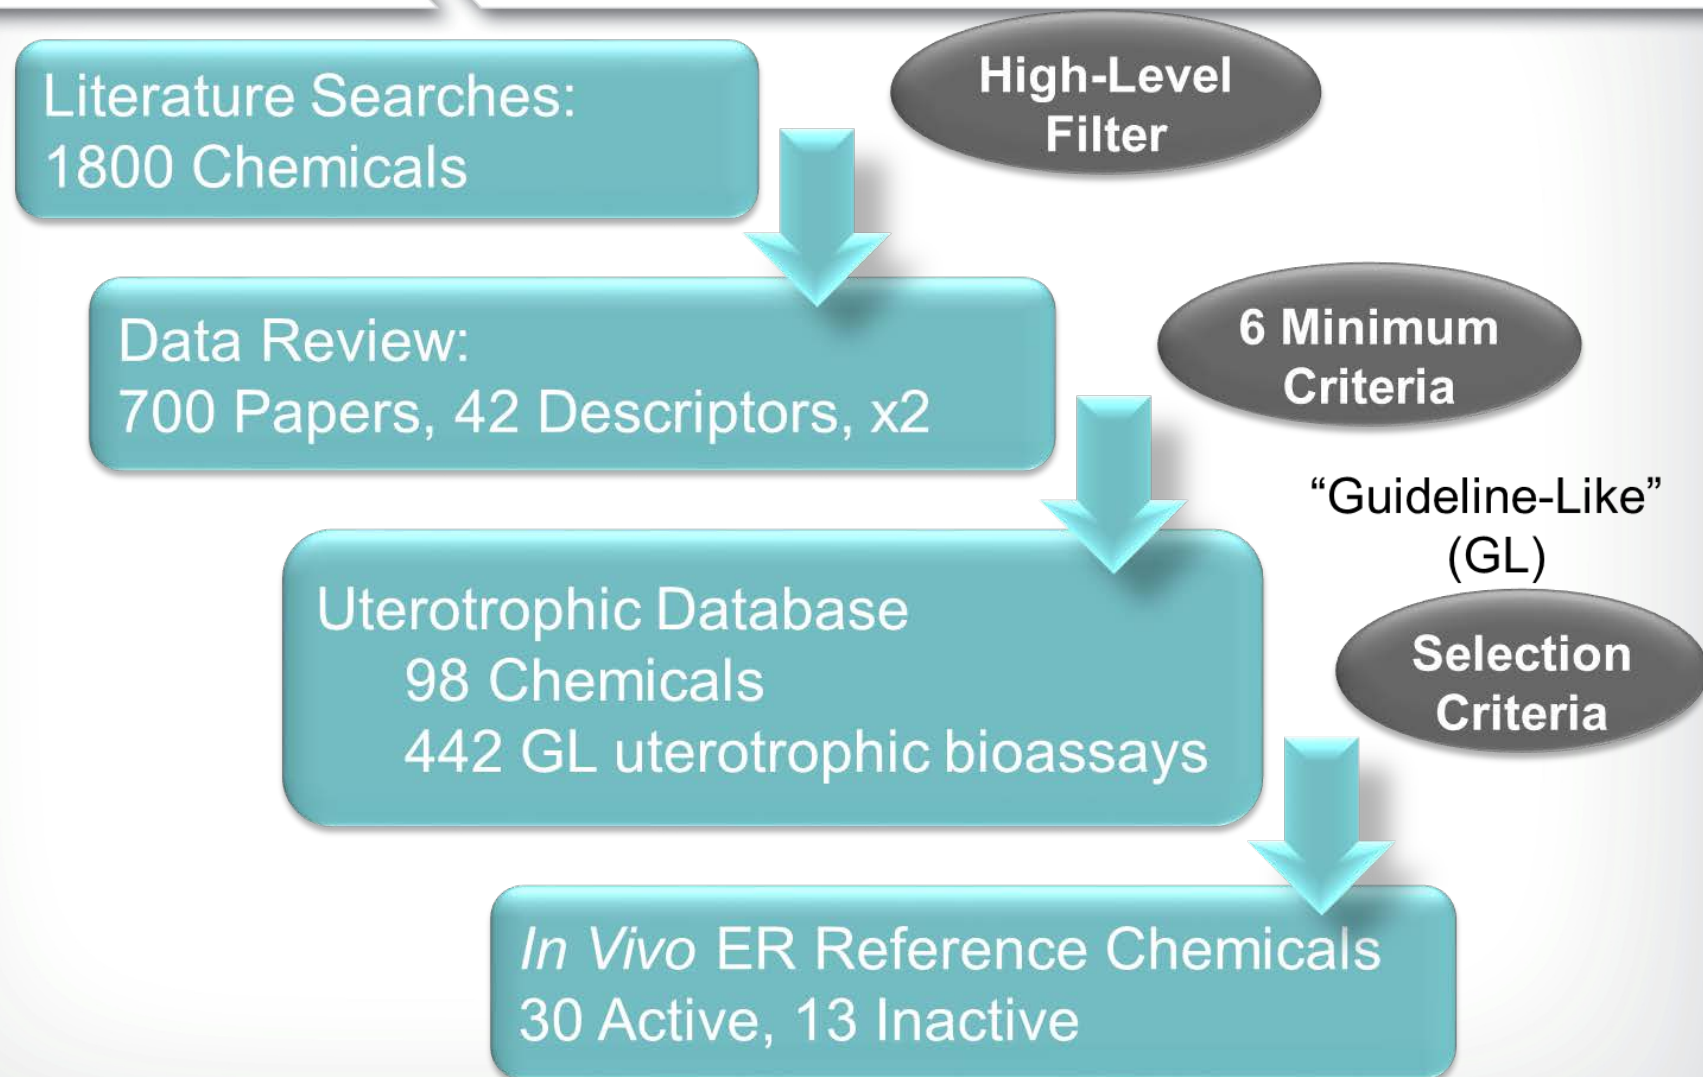 Literature Searches:
1800 Chemicals
High-Level
Filter
Data Review:
700 Papers, 42 Descriptors, x2
6 Minimum
Criteria
“Guideline-Like”
(GL)
Uterotrophic Database
98 Chemicals
442 GL uterotrophic bioassays
Selection
Criteria
In Vivo ER Reference Chemicals
30 Active, 13 Inactive